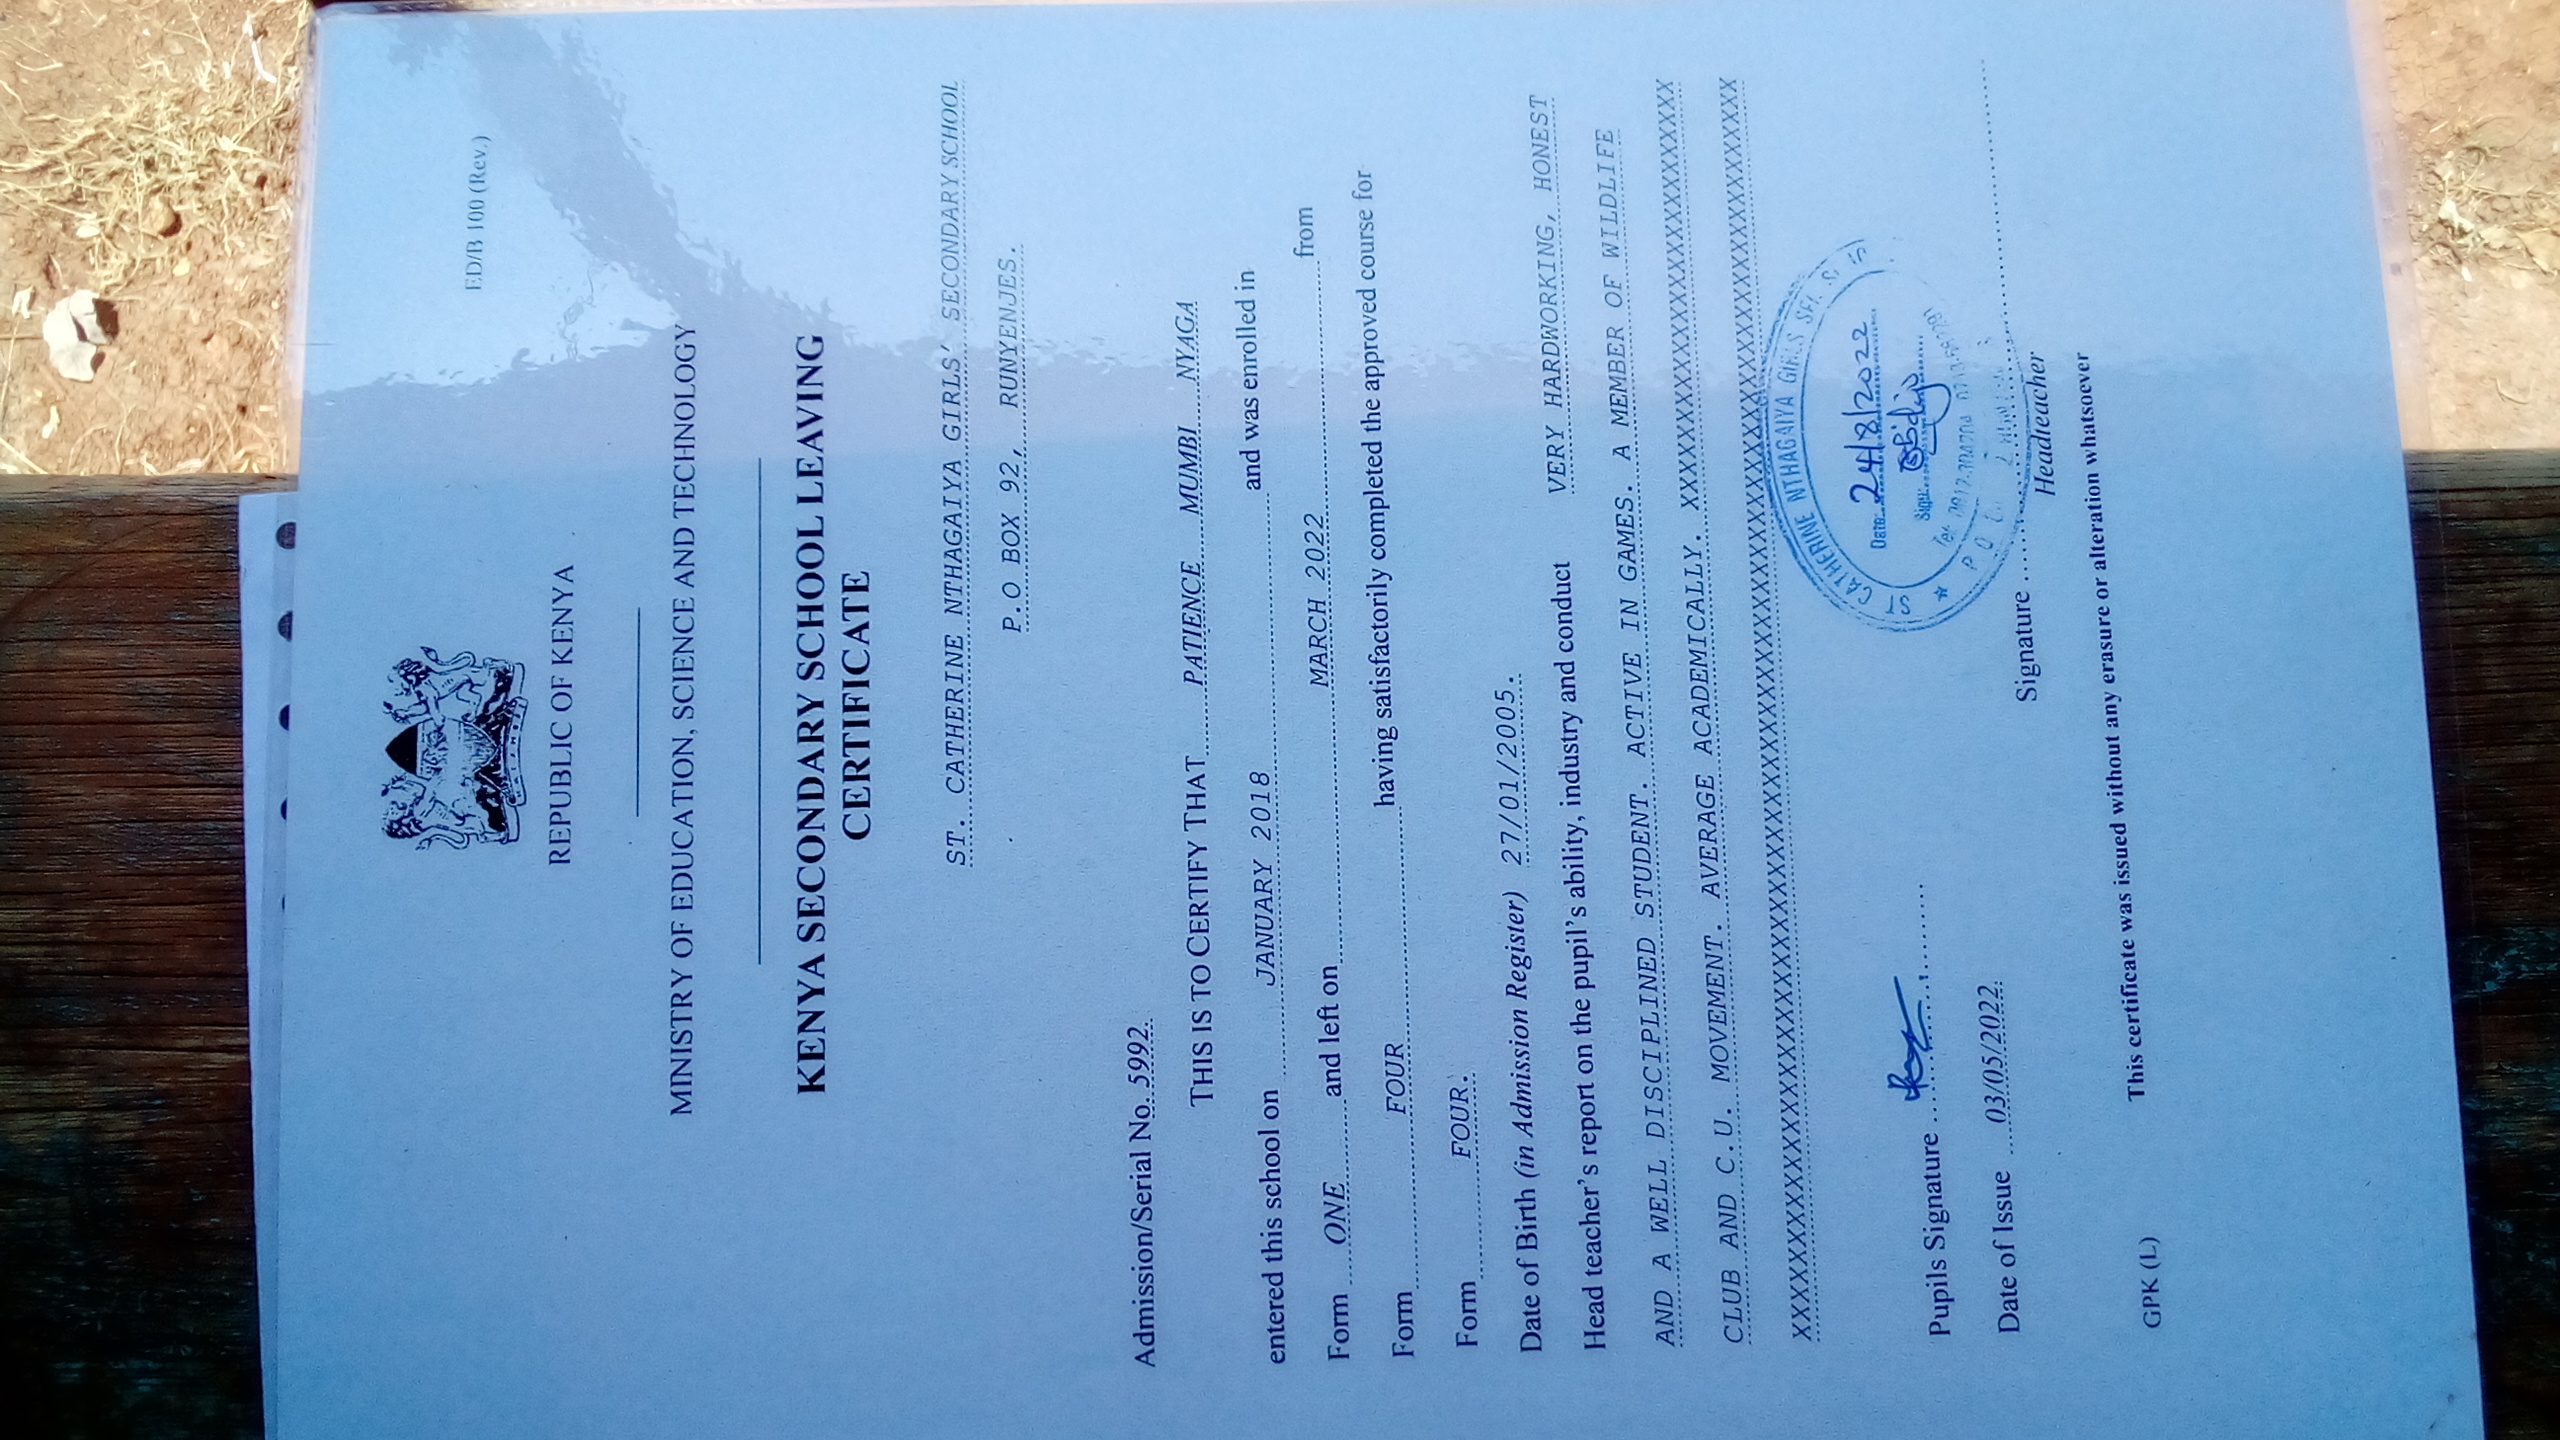 ED/B 100 (Rev.)
REPUBLIC OF KENYA
MINISTRY OF EDUCATION, SCIENCE AND TECHNOLOGY
KENYA SECONDARY SCHOOL LEAVING
CERTIFICATE
ST. CATHERINE NTHAGAIYA GIRLS' SECONDARY SCHOOL
P.O BOX 92, RUNYENJES.
Admission/Serial No. 5992
THIS IS TO CERTIFY THAT PATIENCE MUMBI NYAGA
entered this school on JANUARY 2018 and was enrolled in
Form ONE and left on MARCH 2022 from
Form FOUR having satisfactorily completed the approved course for
Form FOUR.
Date of Birth (in Admission Register) 27/01/2005.
Head teacher's report on the pupil's ability, industry and conduct VERY HARDWORKING, HONEST
AND A WELL DISCIPLINED STUDENT. ACTIVE IN GAMES. A MEMBER OF WILDLIFE
CLUB AND C.U. MOVEMENT. AVERAGE ACADEMICALLY.
ST CATHERINE NTHAGAIYA GIRLS
Date: 24/8/2022
Sign:
Tel:
P O
Pupils Signature
Date of Issue 03/05/2022
Signature
Headteacher
This certificate was issued without any erasure or alteration whatsoever
GPK (L)